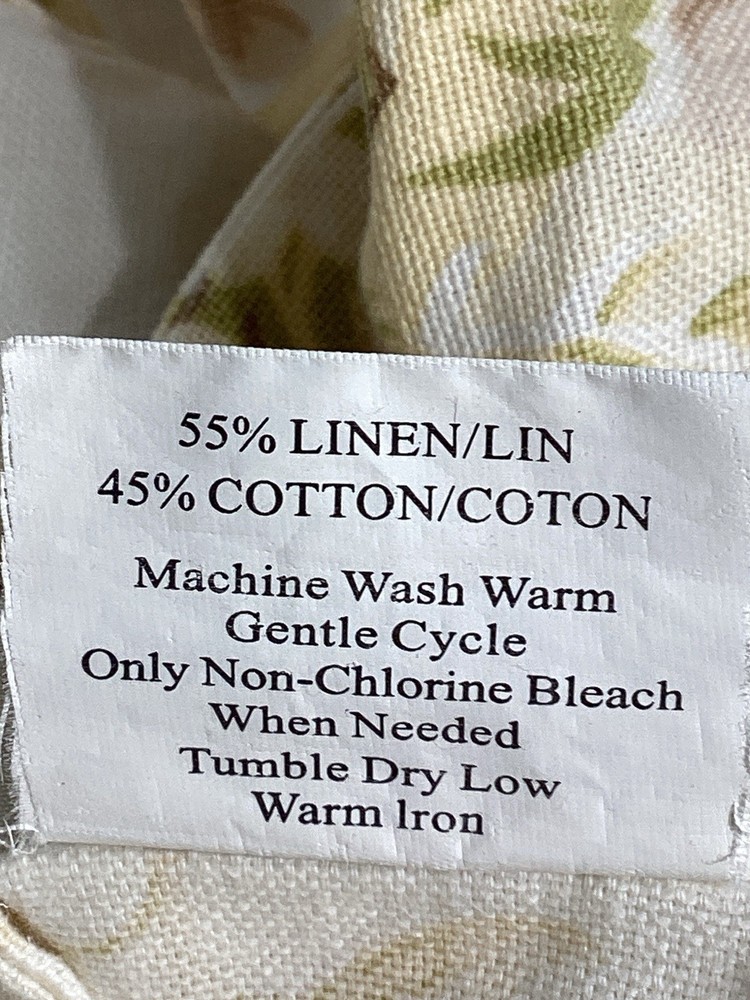 55% LINEN/LIN
45% COTTON/COTON
Machine Wash Warm
Gentle Cycle
Only Non-Chlorine Bleach
When Needed
Tumble Dry Low
Warm Iron